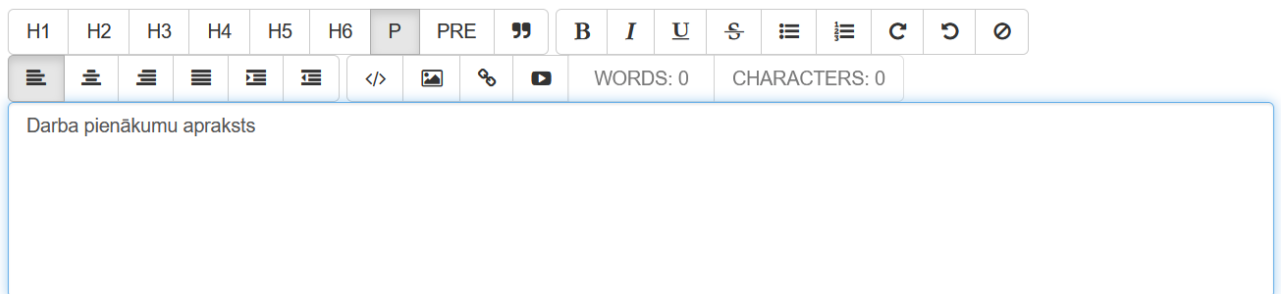 H1 H2 H3 H4 H5 H6 P PRE ❞ B I U S
</> WORDS: 0 CHARACTERS: 0
Darba pienākumu apraksts